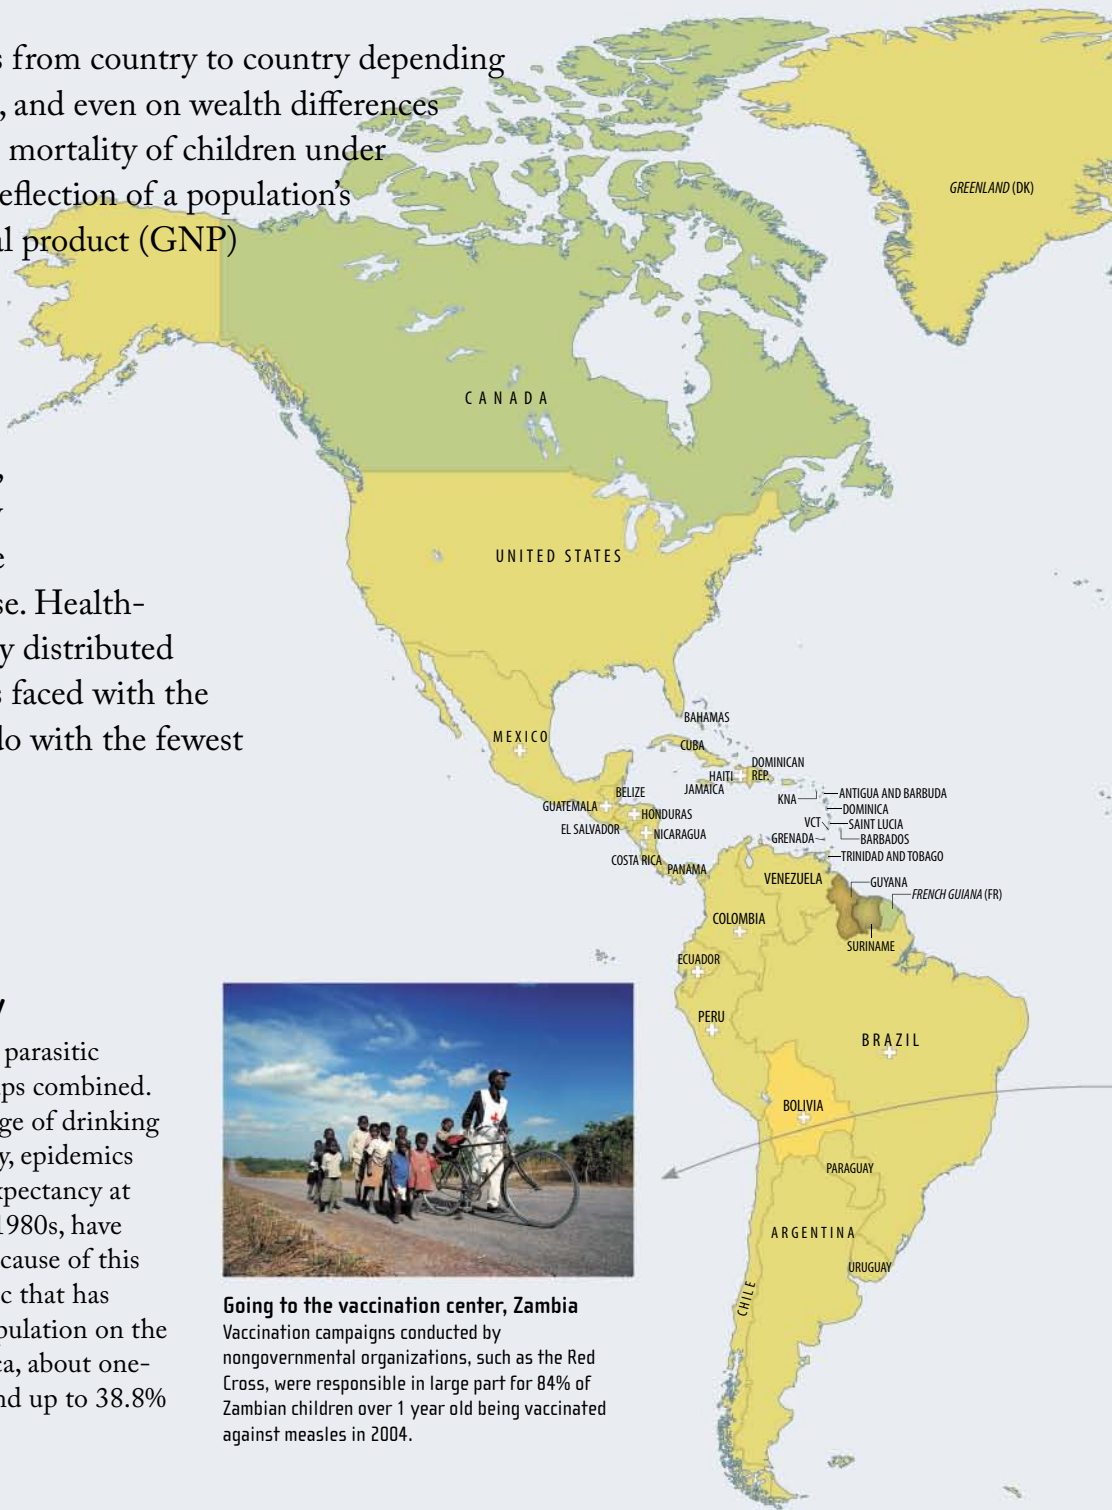 s from country to country depending
, and even on wealth differences
mortality of children under
reflection of a population's
al product (GNP)
,
y
e
se. Health-
y distributed
s faced with the
do with the fewest
y
parasitic
ps combined.
ge of drinking
y, epidemics
expectancy at
1980s, have
cause of this
c that has
pulation on the
ca, about one-
nd up to 38.8%
Going to the vaccination center, Zambia
Vaccination campaigns conducted by
nongovernmental organizations, such as the Red
Cross, were responsible in large part for 84% of
Zambian children over 1 year old being vaccinated
against measles in 2004.
GREENLAND (DK)
CANADA
UNITED STATES
MEXICO
BAHAMAS
CUBA
DOMINICAN
REP.
HAITI
JAMAICA
BELIZE
GUATEMALA
HONDURAS
EL SALVADOR
NICARAGUA
COSTA RICA
PANAMA
KNA
ANTIGUA AND BARBUDA
DOMINICA
VCT
SAINT LUCIA
GRENADA
BARBADOS
TRINIDAD AND TOBAGO
VENEZUELA
GUYANA
FRENCH GUIANA (FR)
COLOMBIA
SURINAME
ECUADOR
PERU
BRAZIL
BOLIVIA
PARAGUAY
ARGENTINA
URUGUAY
CHILE